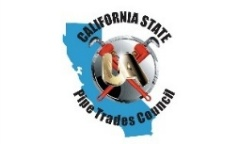 CALIFORNIA STATE
UA
Pipe Trades Council